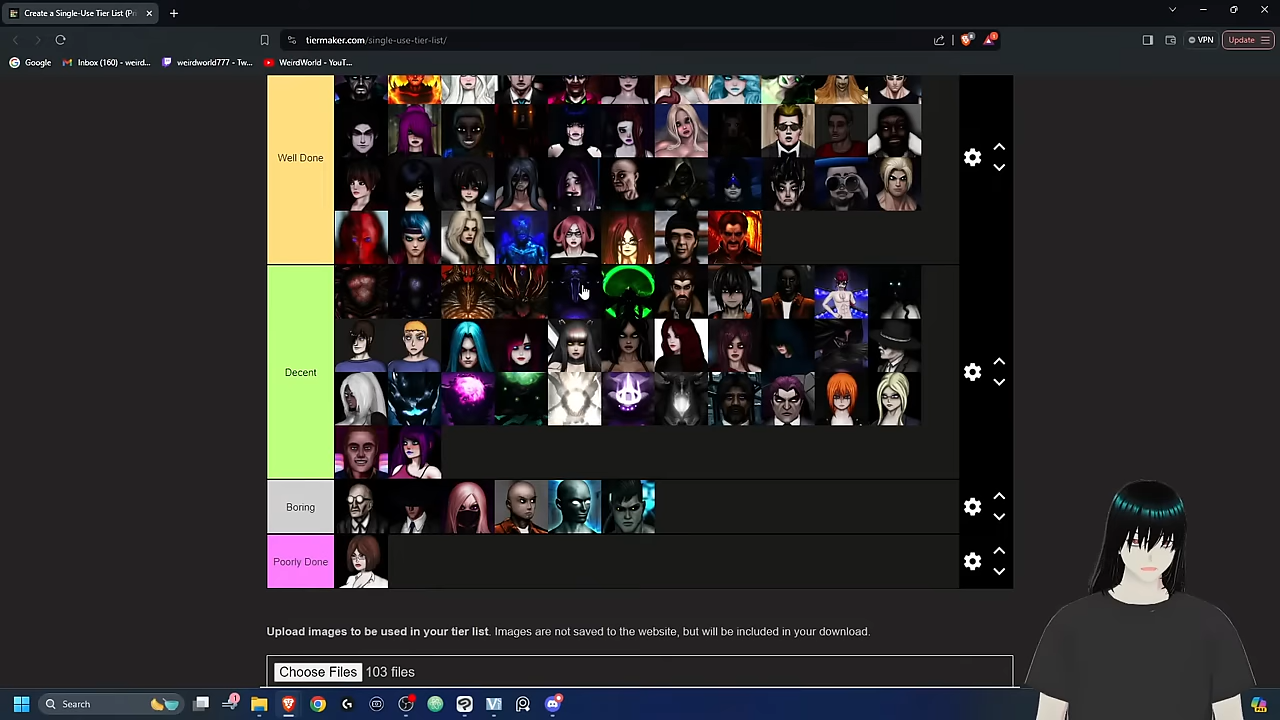 Create a Single-Use Tier List (Pr
tiermaker.com/single-use-tier-list/
VPN
Update
Google
Inbox (160) - weird...
weirdworld777 - Tw...
WeirdWorld - YouT...
Well Done
Decent
Boring
Poorly Done
Upload images to be used in your tier list. Images are not saved to the website, but will be included in your download.
Choose Files 103 files
Search